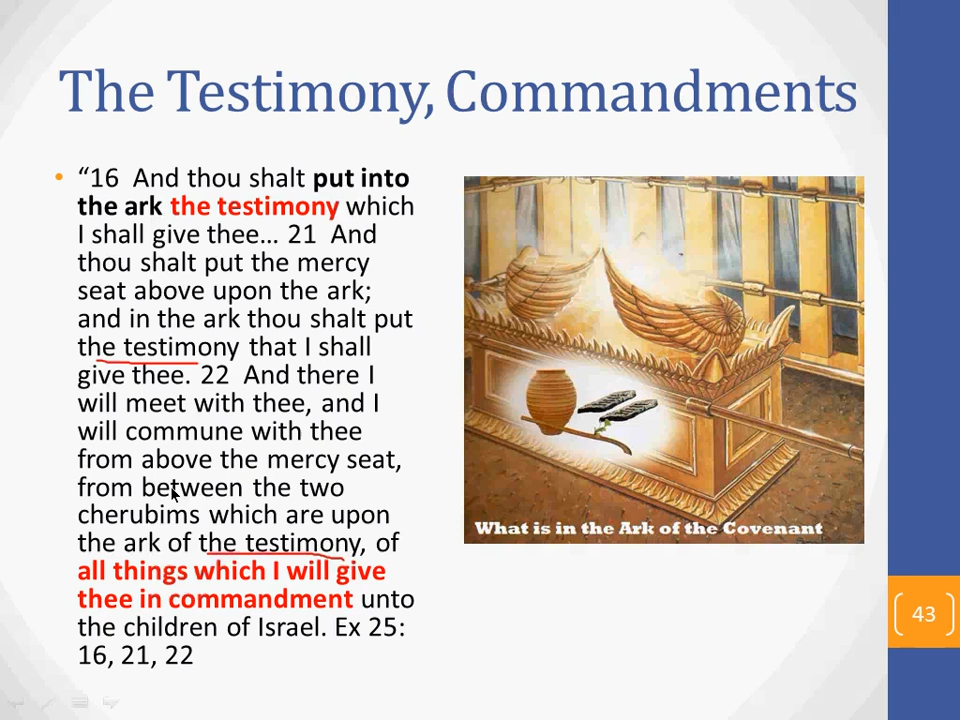 The Testimony, Commandments
• “16 And thou shalt put into
the ark the testimony which
I shall give thee… 21 And
thou shalt put the mercy
seat above upon the ark;
and in the ark thou shalt put
the testimony that I shall
give thee. 22 And there I
will meet with thee, and I
will commune with thee
from above the mercy seat,
from between the two
cherubims which are upon
the ark of the testimony, of
all things which I will give
thee in commandment unto
the children of Israel. Ex 25:
16, 21, 22
What is in the Ark of the Covenant
43